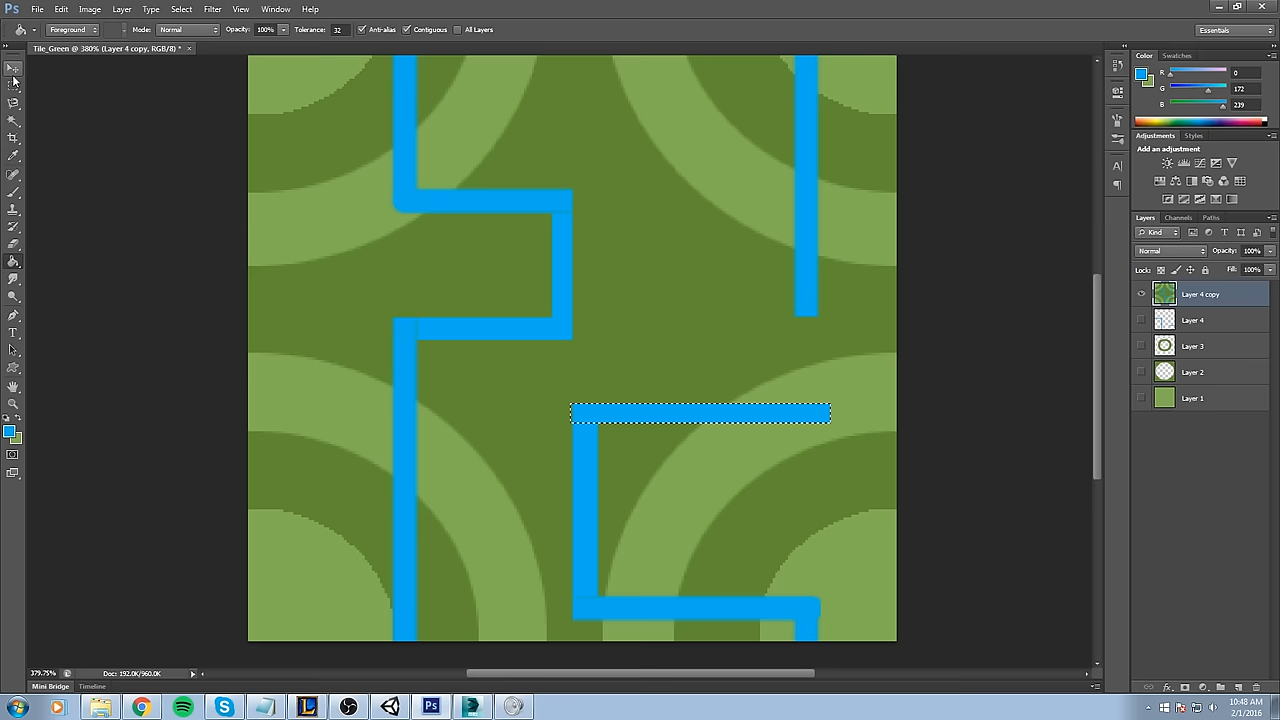 Ps File Edit Image Layer Type Select Filter View Window Help
Foreground Mode: Normal Opacity: 100% Tolerance: 32 Anti-alias Contiguous All Layers Essentials
Tile_Green @ 380% (Layer 4 copy, RGB/8) * ×
Color Swatches
R 0
G 172
B 239
Adjustments Styles
Add an adjustment
Layers Channels Paths
Kind
Normal Opacity: 100%
Lock: Fill: 100%
Layer 4 copy
Layer 4
Layer 3
Layer 2
Layer 1
379.75% Doc: 192.0K/960.0K
Mini Bridge Timeline
10:48 AM
2/1/2016